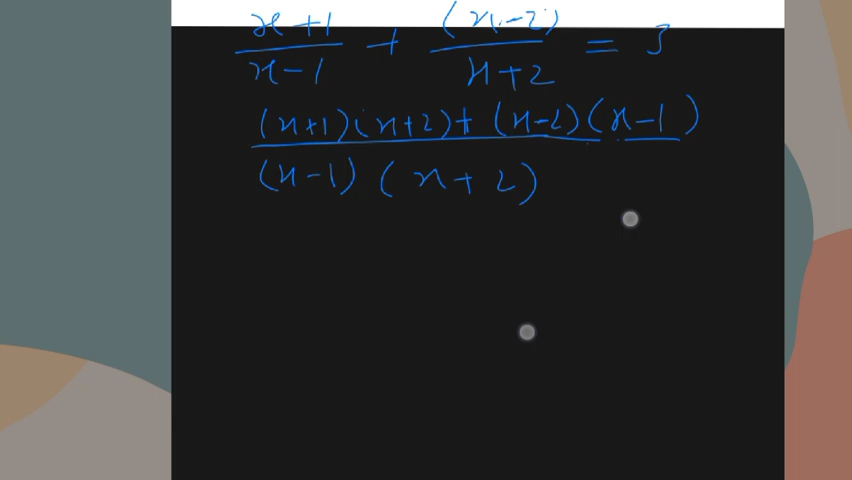 x+1/x-1 + (x-2)/x+2 = 3
(x+1)(x+2)+(x-2)(x-1)
/(x-1)(x+2)